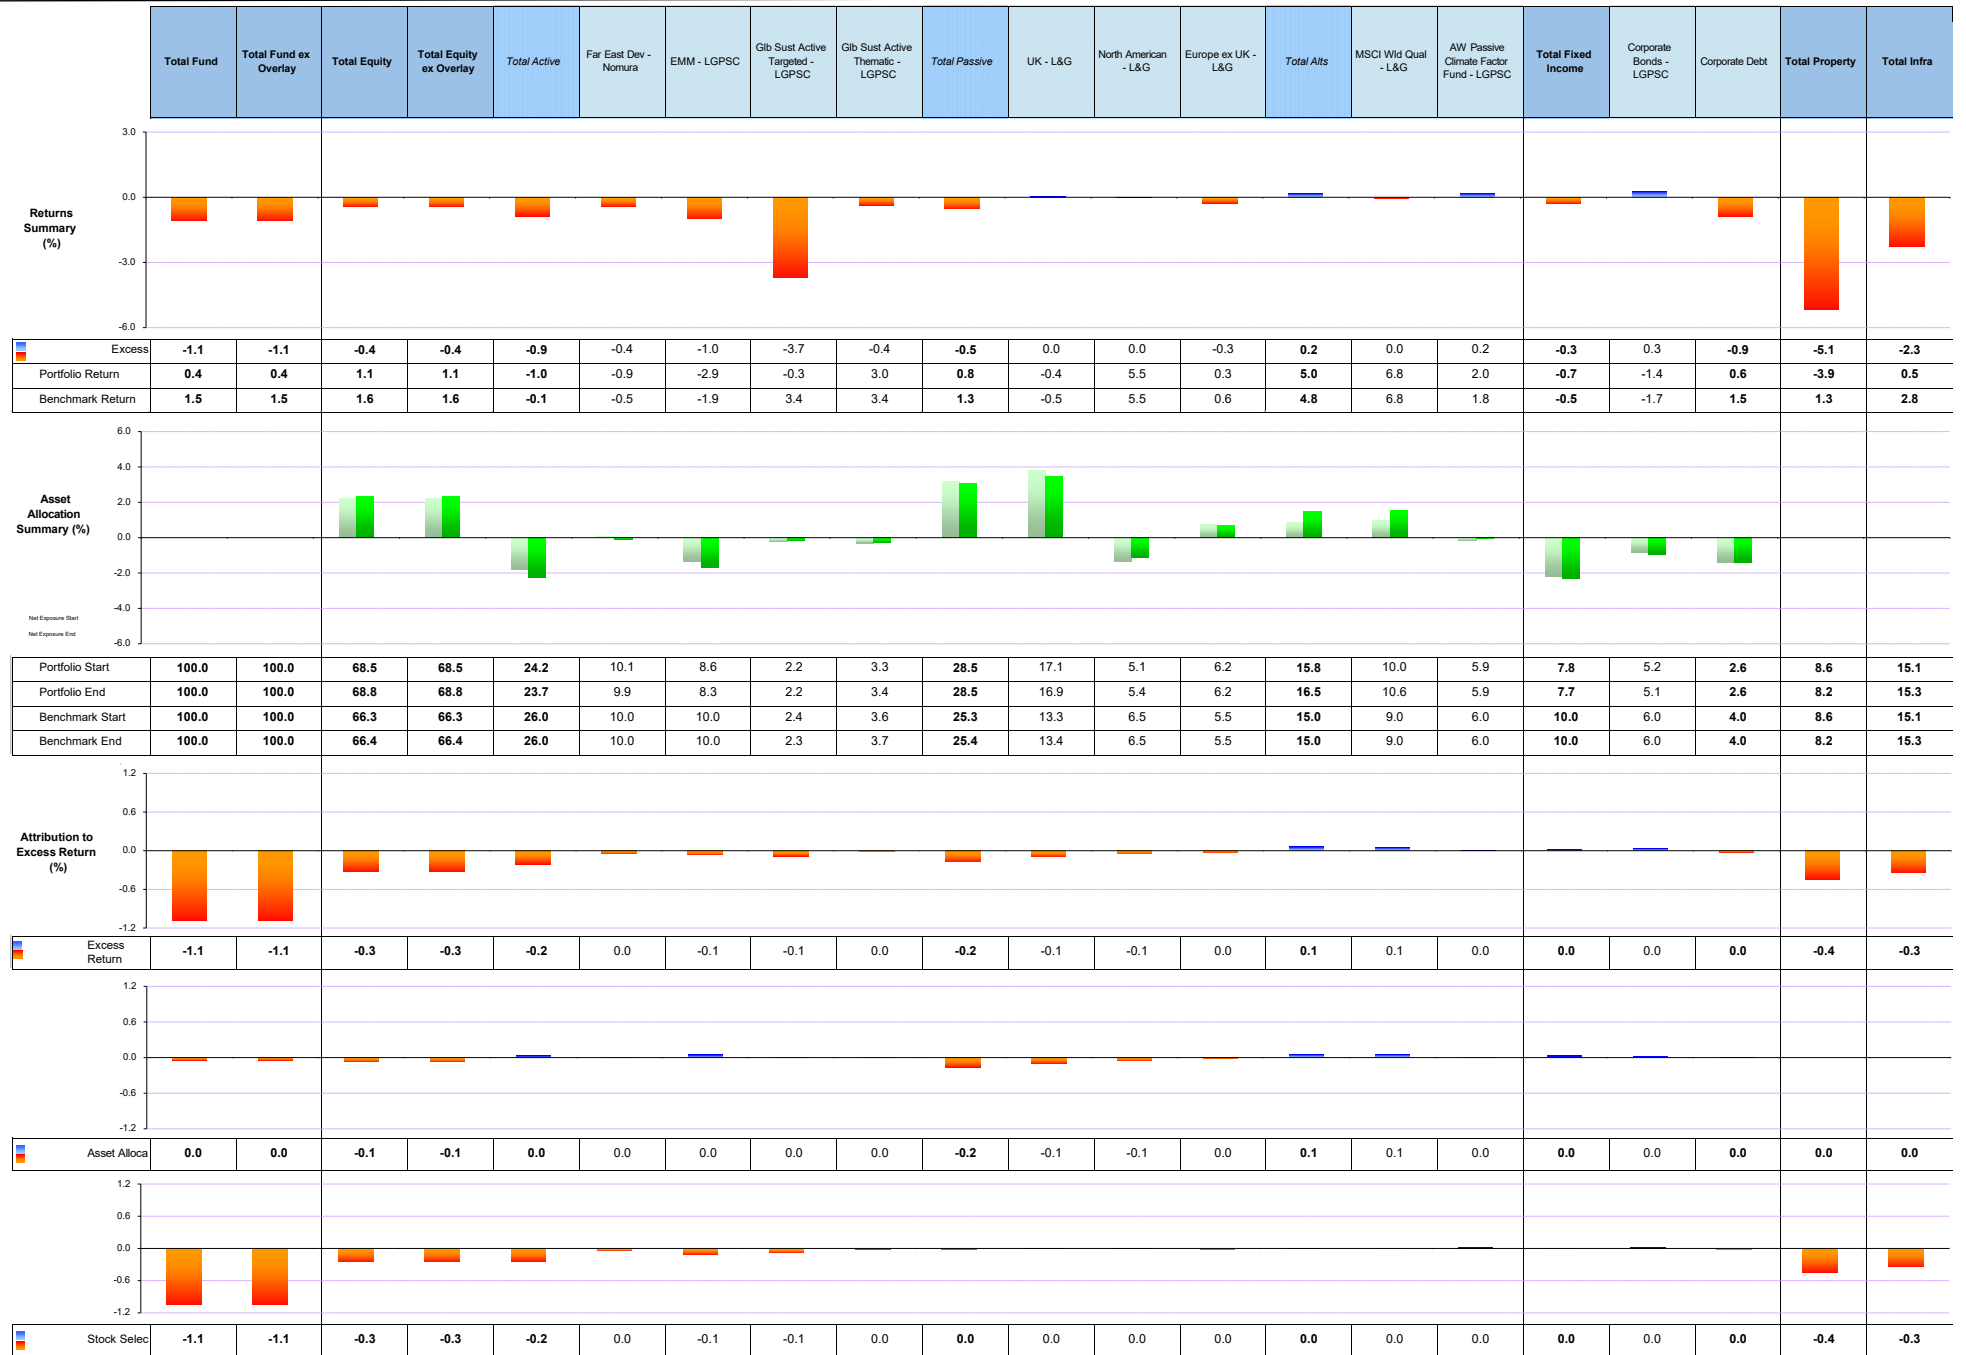 Total Fund
Total Fund ex Overlay
Total Equity
Total Equity ex Overlay
Total Active
Far East Dev - Nomura
EMM - LGPSC
Glb Sust Active Targeted - LGPSC
Glb Sust Active Thematic - LGPSC
Total Passive
UK - L&G
North American - L&G
Europe ex UK - L&G
Total Alts
MSCI Wld Qual - L&G
AW Passive Climate Factor Fund - LGPSC
Total Fixed Income
Corporate Bonds - LGPSC
Corporate Debt
Total Property
Total Infra
Returns Summary (%)
3.0
0.0
-3.0
-6.0
Excess -1.1 -1.1 -0.4 -0.4 -0.9 -0.4 -1.0 -3.7 -0.4 -0.5 0.0 0.0 -0.3 0.2 0.0 0.2 -0.3 0.3 -0.9 -5.1 -2.3
Portfolio Return 0.4 0.4 1.1 1.1 -1.0 -0.9 -2.9 -0.3 3.0 0.8 -0.4 5.5 0.3 5.0 6.8 2.0 -0.7 -1.4 0.6 -3.9 0.5
Benchmark Return 1.5 1.5 1.6 1.6 -0.1 -0.5 -1.9 3.4 3.4 1.3 -0.5 5.5 0.6 4.8 6.8 1.8 -0.5 -1.7 1.5 1.3 2.8
Asset Allocation Summary (%)
6.0
4.0
2.0
0.0
-2.0
-4.0
-6.0
Net Exposure Start
Net Exposure End
Portfolio Start 100.0 100.0 68.5 68.5 24.2 10.1 8.6 2.2 3.3 28.5 17.1 5.1 6.2 15.8 10.0 5.9 7.8 5.2 2.6 8.6 15.1
Portfolio End 100.0 100.0 68.8 68.8 23.7 9.9 8.3 2.2 3.4 28.5 16.9 5.4 6.2 16.5 10.6 5.9 7.7 5.1 2.6 8.2 15.3
Benchmark Start 100.0 100.0 66.3 66.3 26.0 10.0 10.0 2.4 3.6 25.3 13.3 6.5 5.5 15.0 9.0 6.0 10.0 6.0 4.0 8.6 15.1
Benchmark End 100.0 100.0 66.4 66.4 26.0 10.0 10.0 2.3 3.7 25.4 13.4 6.5 5.5 15.0 9.0 6.0 10.0 6.0 4.0 8.2 15.3
Attribution to Excess Return (%)
1.2
0.6
0.0
-0.6
-1.2
Excess Return -1.1 -1.1 -0.3 -0.3 -0.2 0.0 -0.1 -0.1 0.0 -0.2 -0.1 -0.1 0.0 0.1 0.1 0.0 0.0 0.0 0.0 -0.4 -0.3
1.2
0.6
0.0
-0.6
-1.2
Asset Alloca 0.0 0.0 -0.1 -0.1 0.0 0.0 0.0 0.0 0.0 -0.2 -0.1 -0.1 0.0 0.1 0.1 0.0 0.0 0.0 0.0 0.0 0.0
1.2
0.6
0.0
-0.6
-1.2
Stock Selec -1.1 -1.1 -0.3 -0.3 -0.2 0.0 -0.1 -0.1 0.0 0.0 0.0 0.0 0.0 0.0 0.0 0.0 0.0 0.0 0.0 -0.4 -0.3